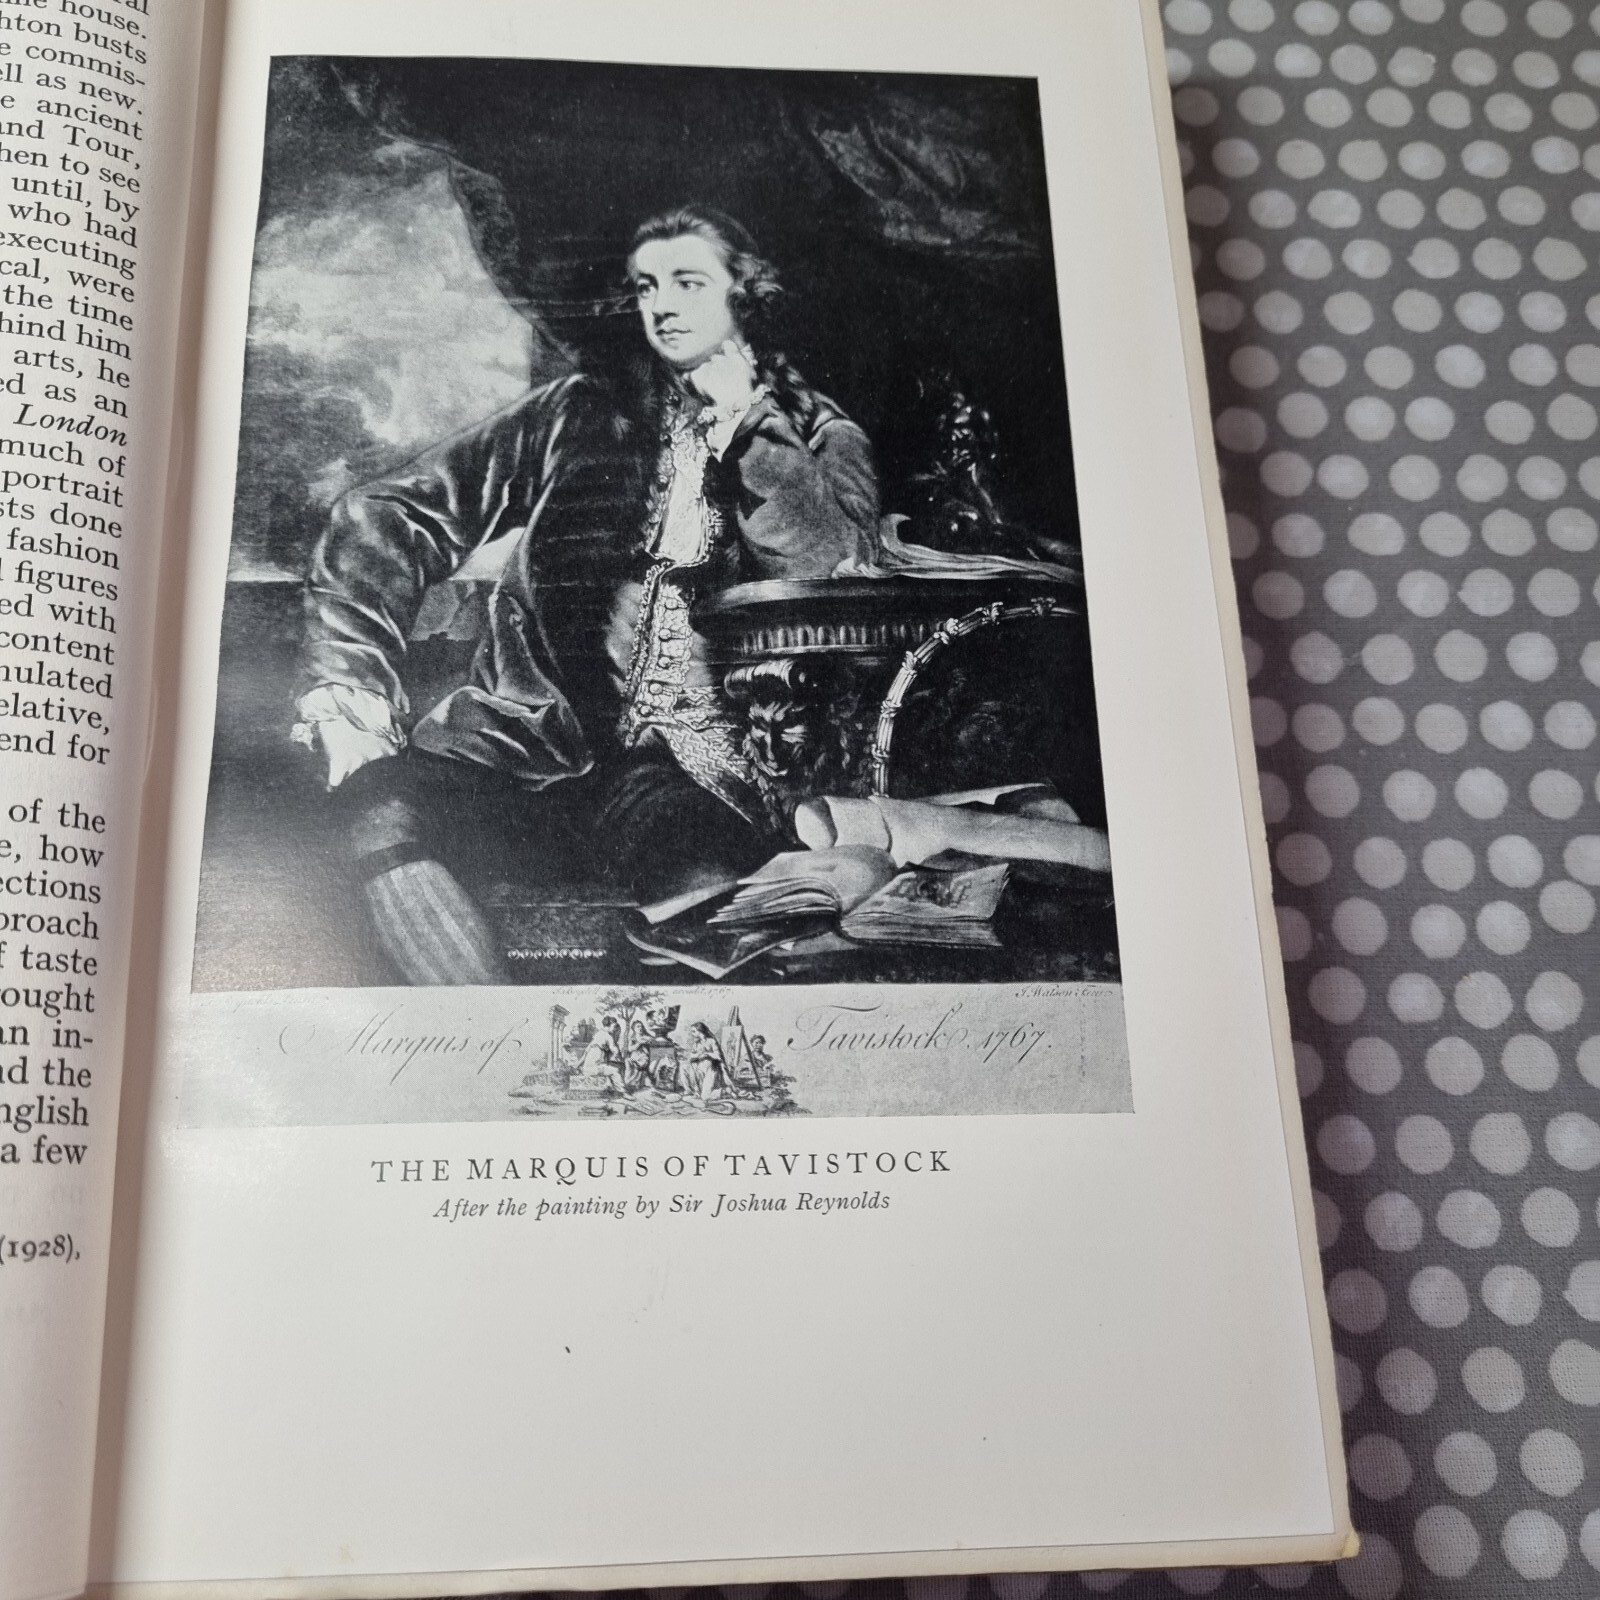 house.
hton busts
e commis-
ell as new.
e ancient
and Tour,
hen to see
until, by
who had
executing
cal, were
the time
hind him
arts, he
ed as an
London
much of
portrait
sts done
fashion
figures
ed with
content
mulated
elative,
end for
of the
e, how
ections
proach
f taste
rought
an in-
nd the
nglish
a few
(1928),
J. Watson Fecit
Marquis of Tavistock. 1767.
THE MARQUIS OF TAVISTOCK
After the painting by Sir Joshua Reynolds